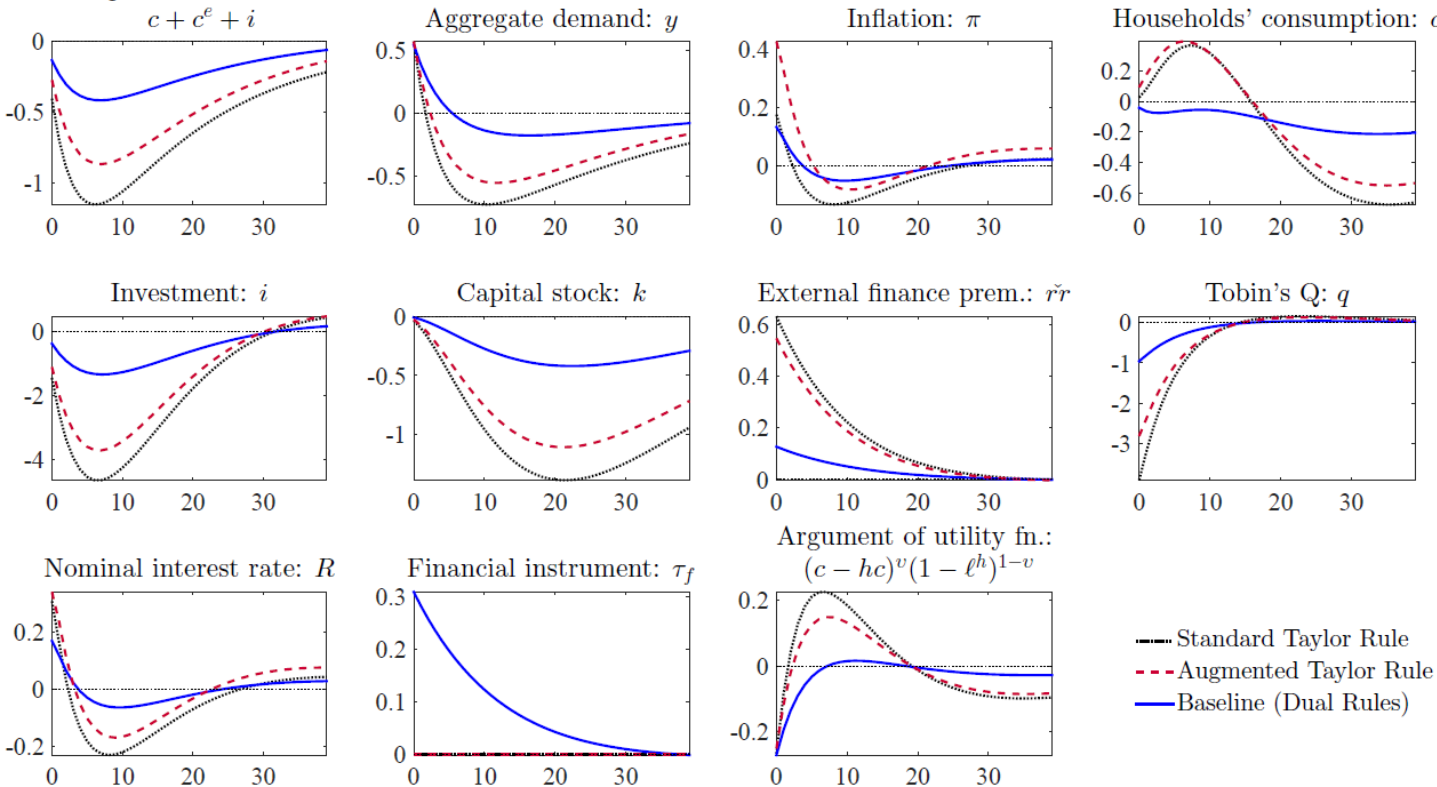 c + c^e + i
Aggregate demand: y
Inflation: π
Households' consumption:
0
-0.5
-1
0 10 20 30
0.5
0
-0.5
0 10 20 30
0.4
0.2
0
0 10 20 30
0.2
0
-0.2
-0.4
-0.6
0 10 20 30
Investment: i
Capital stock: k
External finance prem.: řr
Tobin's Q: q
0
-2
-4
0 10 20 30
0
-0.5
-1
0 10 20 30
0.6
0.4
0.2
0
0 10 20 30
0
-1
-2
-3
0 10 20 30
Nominal interest rate: R
Financial instrument: τ_f
Argument of utility fn.:
(c − hc)^υ(1 − ℓ^h)^{1−υ}
0.2
0
-0.2
0 10 20 30
0.3
0.2
0.1
0
0 10 20 30
0.2
0
-0.2
0 10 20 30
Standard Taylor Rule
Augmented Taylor Rule
Baseline (Dual Rules)